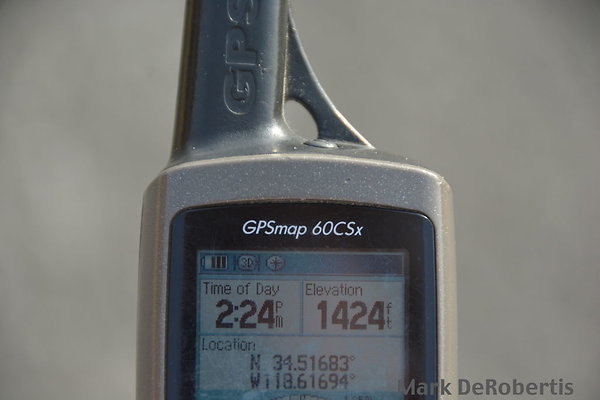 GPS
GPSmap 60CSx
3D
Time of Day
2:24 pm
Elevation
1424 ft
Location
N 34.51683°
W118.61694°
Mark DeRobertis